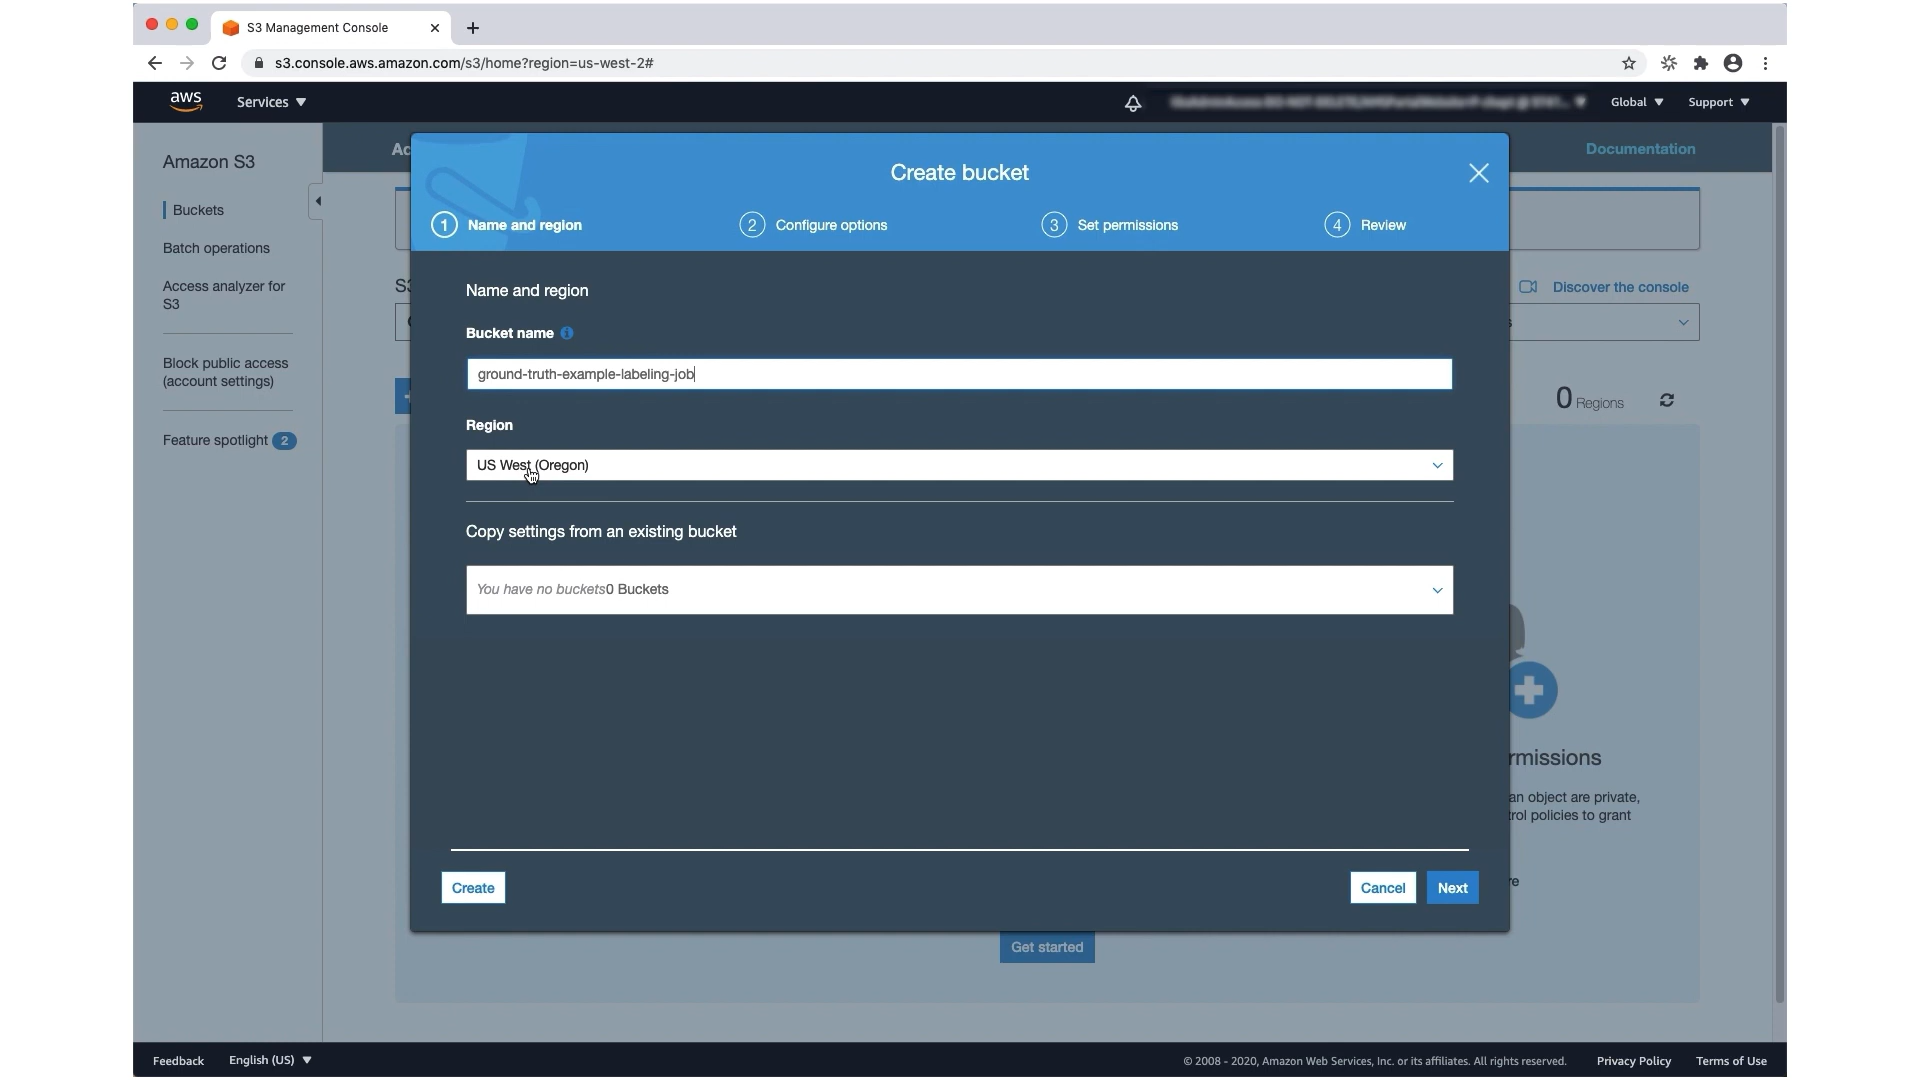 S3 Management Console
s3.console.aws.amazon.com/s3/home?region=us-west-2#
aws
Services
Global
Support
Amazon S3
Buckets
Batch operations
Access analyzer for
S3
Block public access
(account settings)
Feature spotlight 2
Ac
Documentation
S3
Discover the console
0 Regions
Create bucket
1 Name and region
2 Configure options
3 Set permissions
4 Review
Name and region
Bucket name
ground-truth-example-labeling-job
Region
US West (Oregon)
Copy settings from an existing bucket
You have no buckets0 Buckets
rmissions
an object are private,
trol policies to grant
re
Create
Cancel
Next
Get started
Feedback
English (US)
© 2008 - 2020, Amazon Web Services, Inc. or its affiliates. All rights reserved.
Privacy Policy
Terms of Use